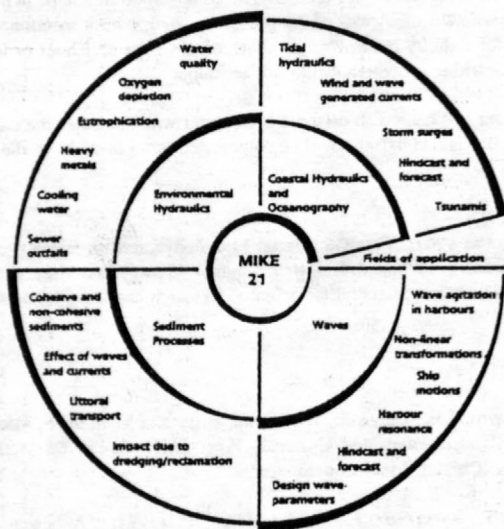 Water
quality
Tidal
hydraulics
Oxygen
depletion
Wind and wave
generated currents
Eutrophication
Storm surges
Heavy
metals
Hindcast and
forecast
Environmental
Hydraulics
Coastal Hydraulics
and
Oceanography
Cooling
water
Tsunamis
Sewer
outfalls
MIKE
21
Fields of application
Cohesive and
non-cohesive
sediments
Wave agitation
in harbours
Sediment
Processes
Waves
Non-linear
transformations
Effect of waves
and currents
Ship
motions
Littoral
transport
Harbour
resonance
Impact due to
dredging/reclamation
Hindcast and
forecast
Design wave-
parameters